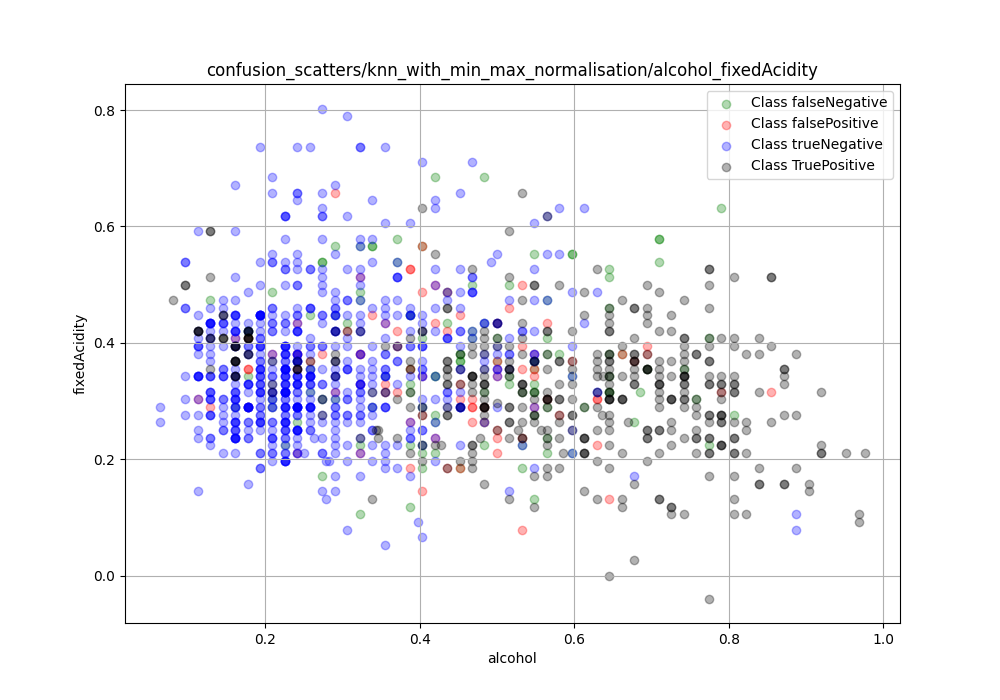 confusion_scatters/knn_with_min_max_normalisation/alcohol_fixedAcidity
Class falseNegative
Class falsePositive
Class trueNegative
Class TruePositive
0.8
0.6
0.4
0.2
0.0
fixedAcidity
0.2 0.4 0.6 0.8 1.0
alcohol